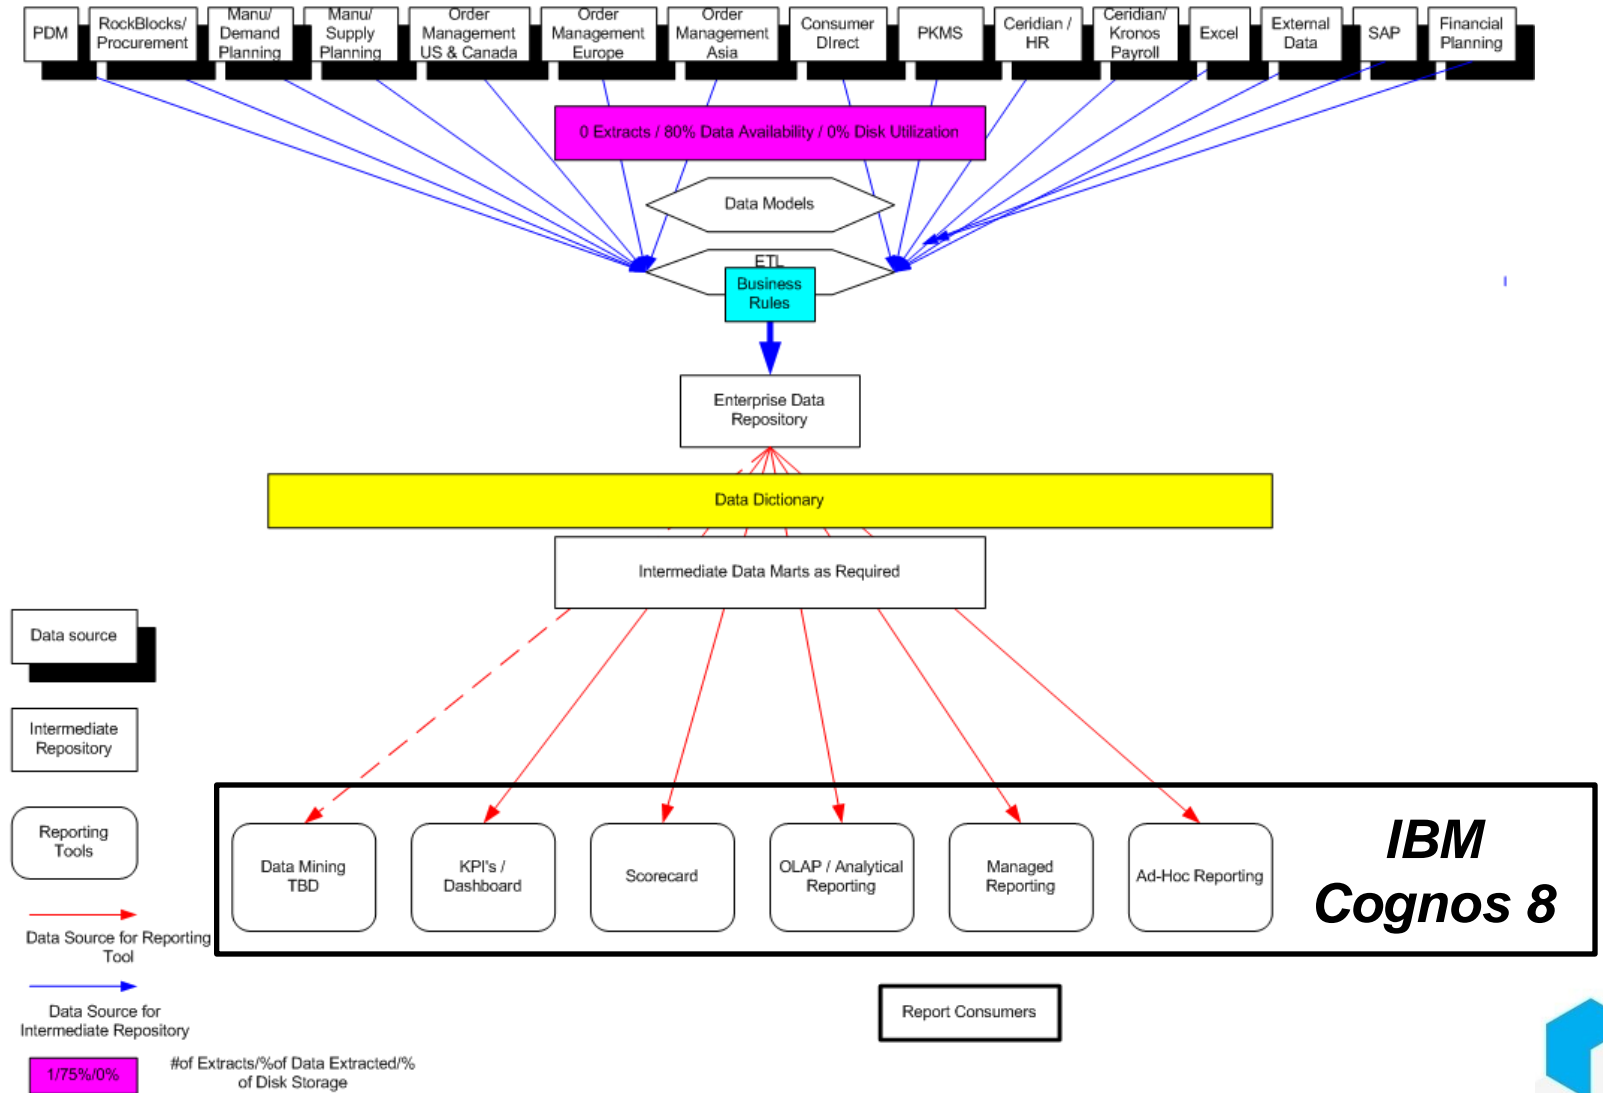 PDM
RockBlocks/
Procurement
Manu/
Demand
Planning
Manu/
Supply
Planning
Order
Management
US & Canada
Order
Management
Europe
Order
Management
Asia
Consumer
DIrect
PKMS
Ceridian /
HR
Ceridian/
Kronos
Payroll
Excel
External
Data
SAP
Financial
Planning
0 Extracts / 80% Data Availability / 0% Disk Utilization
Data Models
ETL
Business
Rules
Enterprise Data
Repository
Data Dictionary
Intermediate Data Marts as Required
Data source
Intermediate
Repository
Reporting
Tools
Data Source for Reporting
Tool
Data Source for
Intermediate Repository
1/75%/0%
#of Extracts/%of Data Extracted/%
of Disk Storage
Data Mining
TBD
KPI's /
Dashboard
Scorecard
OLAP / Analytical
Reporting
Managed
Reporting
Ad-Hoc Reporting
IBM
Cognos 8
Report Consumers